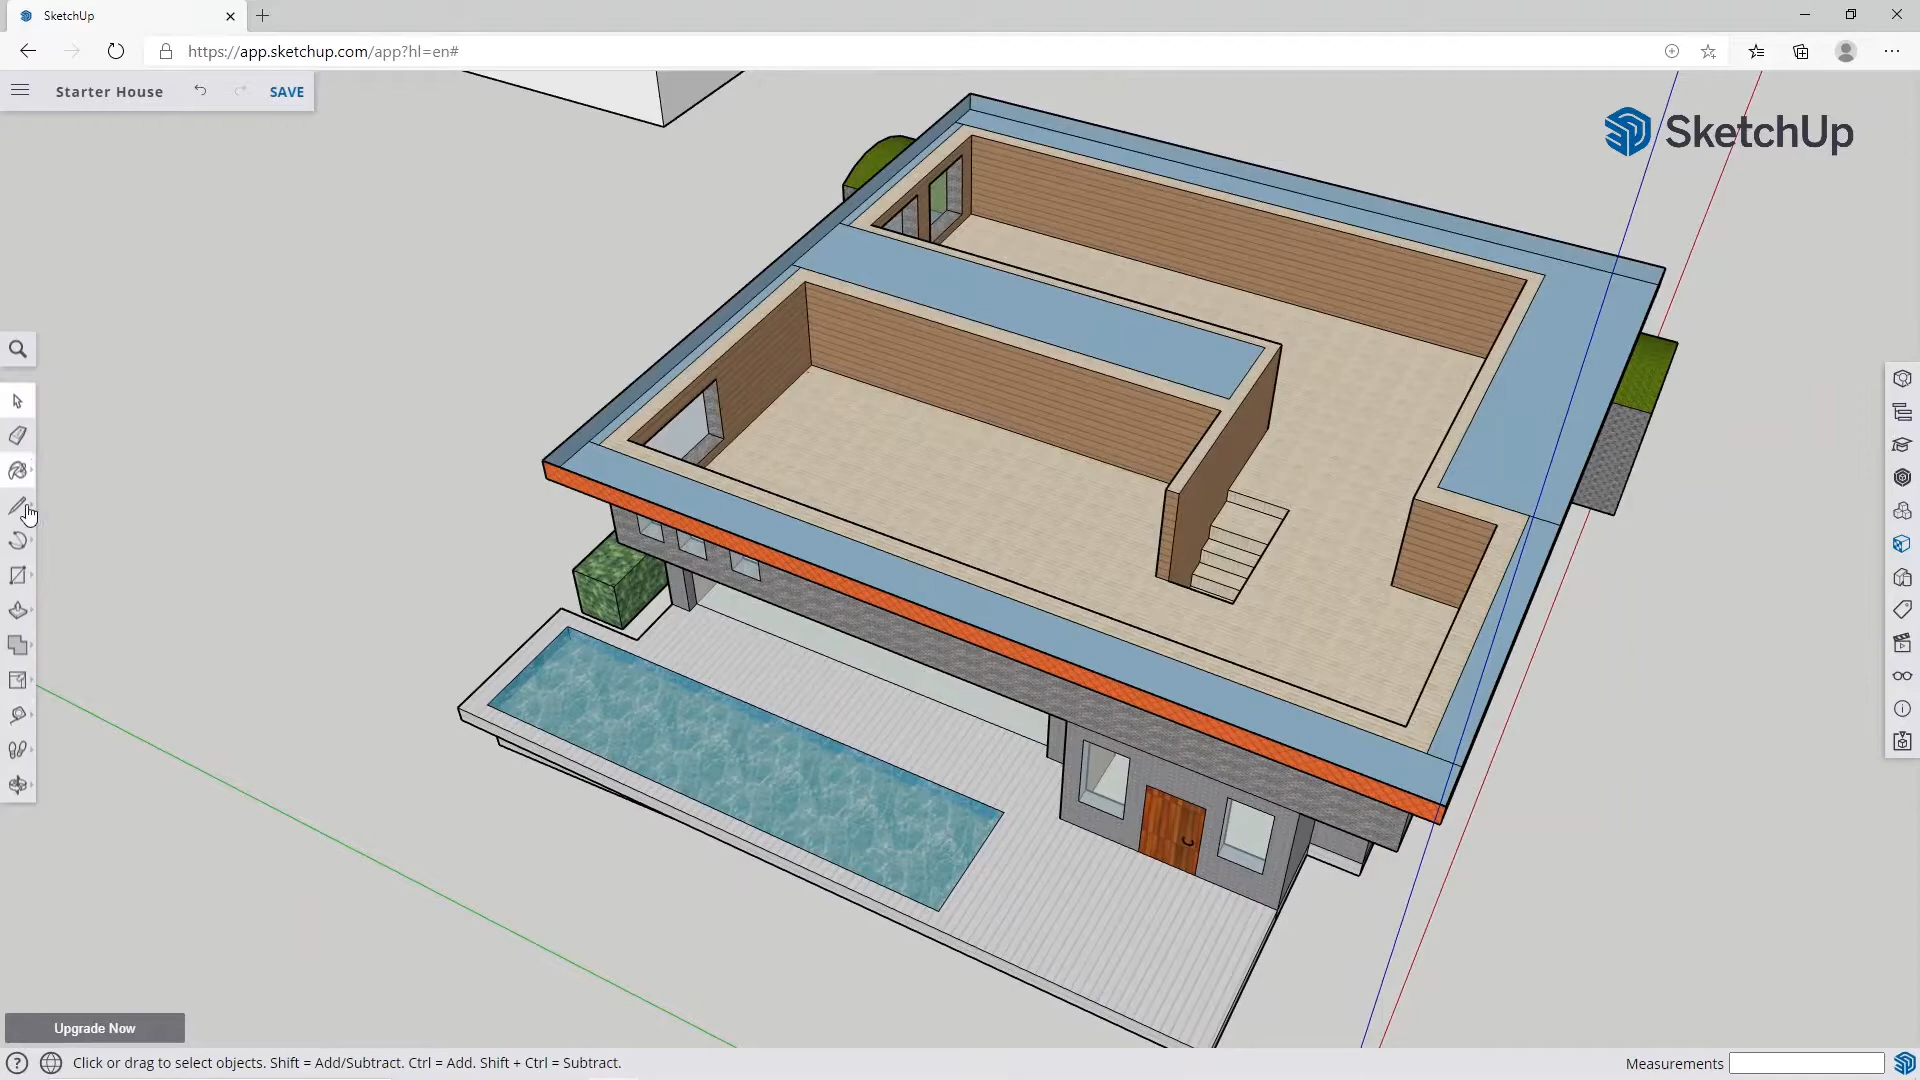 SketchUp
https://app.sketchup.com/app?hl=en#
Starter House
SAVE
SketchUp
Upgrade Now
Click or drag to select objects. Shift = Add/Subtract. Ctrl = Add. Shift + Ctrl = Subtract.
Measurements